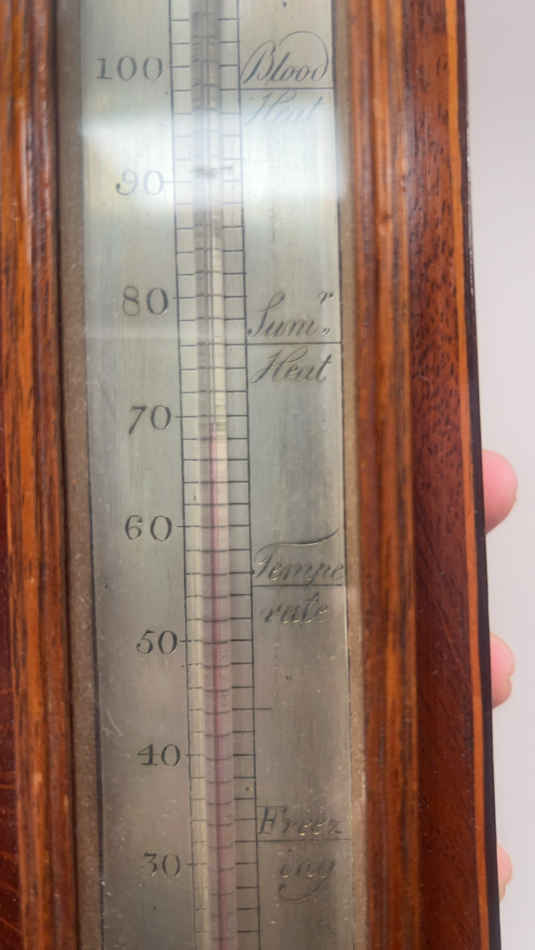 100
Blood
Heat
90
80
Sumr
Heat
70
60
Tempe
rate
50
40
Freez
ing
30